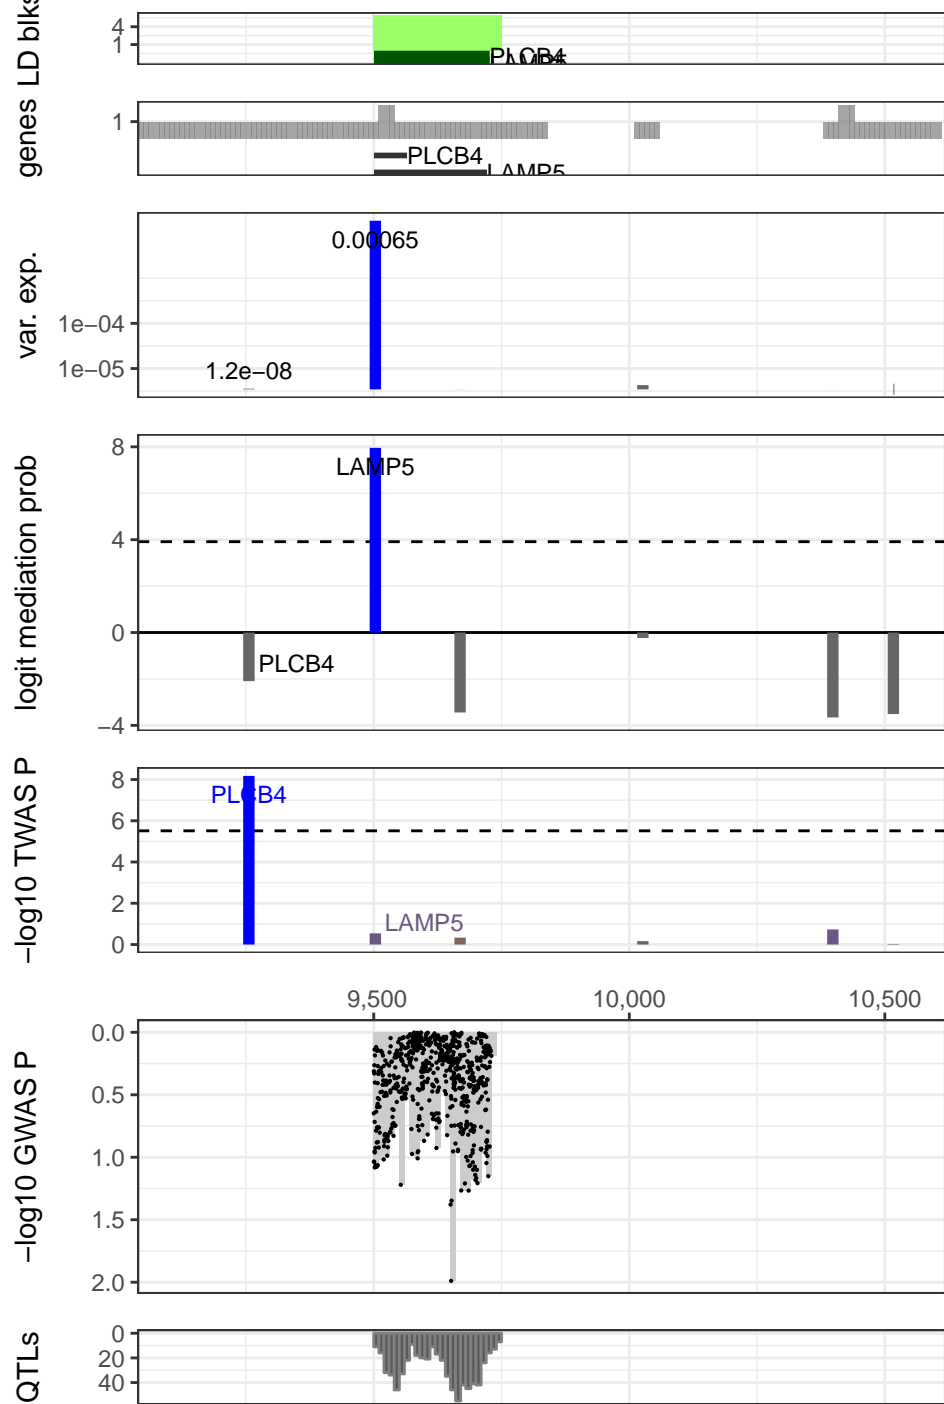 LD blks
4
1
PLCB4
LAMP5
genes
1
PLCB4
LAMP5
var. exp.
0.00065
1e−04
1e−05
1.2e−08
logit mediation prob
8
LAMP5
4
0
PLCB4
−4
−log10 TWAS P
8
PLCB4
6
4
2
LAMP5
0
9,500 10,000 10,500
−log10 GWAS P
0.0
0.5
1.0
1.5
2.0
QTLs
0
20
40